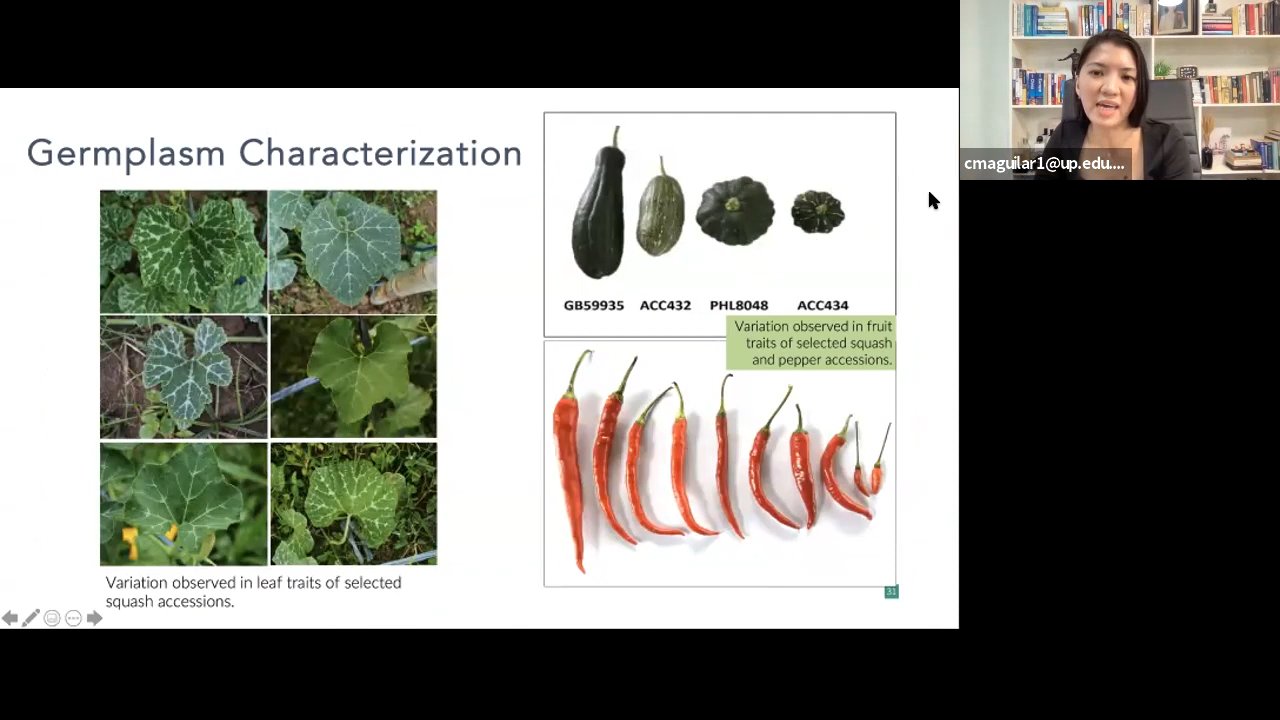 Germplasm Characterization
GB59935 ACC432 PHL8048 ACC434
Variation observed in fruit
traits of selected squash
and pepper accessions.
Variation observed in leaf traits of selected
squash accessions.
31
cmaguilar1@up.edu....